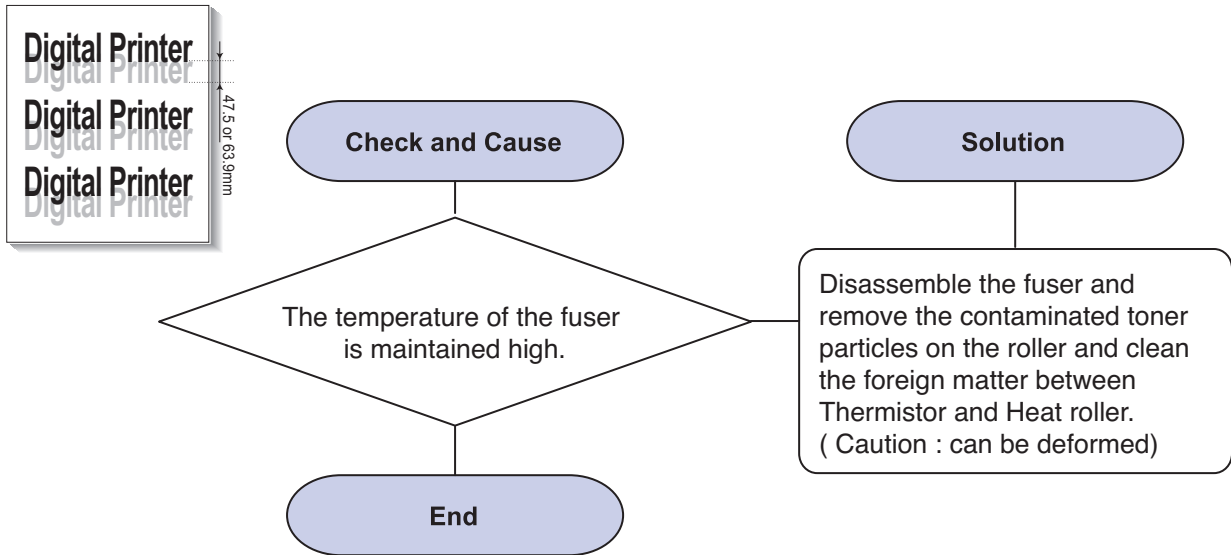 Digital Printer
Digital Printer
Digital Printer
Digital Printer
Digital Printer
Digital Printer
47.5 or 63.9mm
Check and Cause
Solution
The temperature of the fuser
is maintained high.
Disassemble the fuser and
remove the contaminated toner
particles on the roller and clean
the foreign matter between
Thermistor and Heat roller.
( Caution : can be deformed)
End